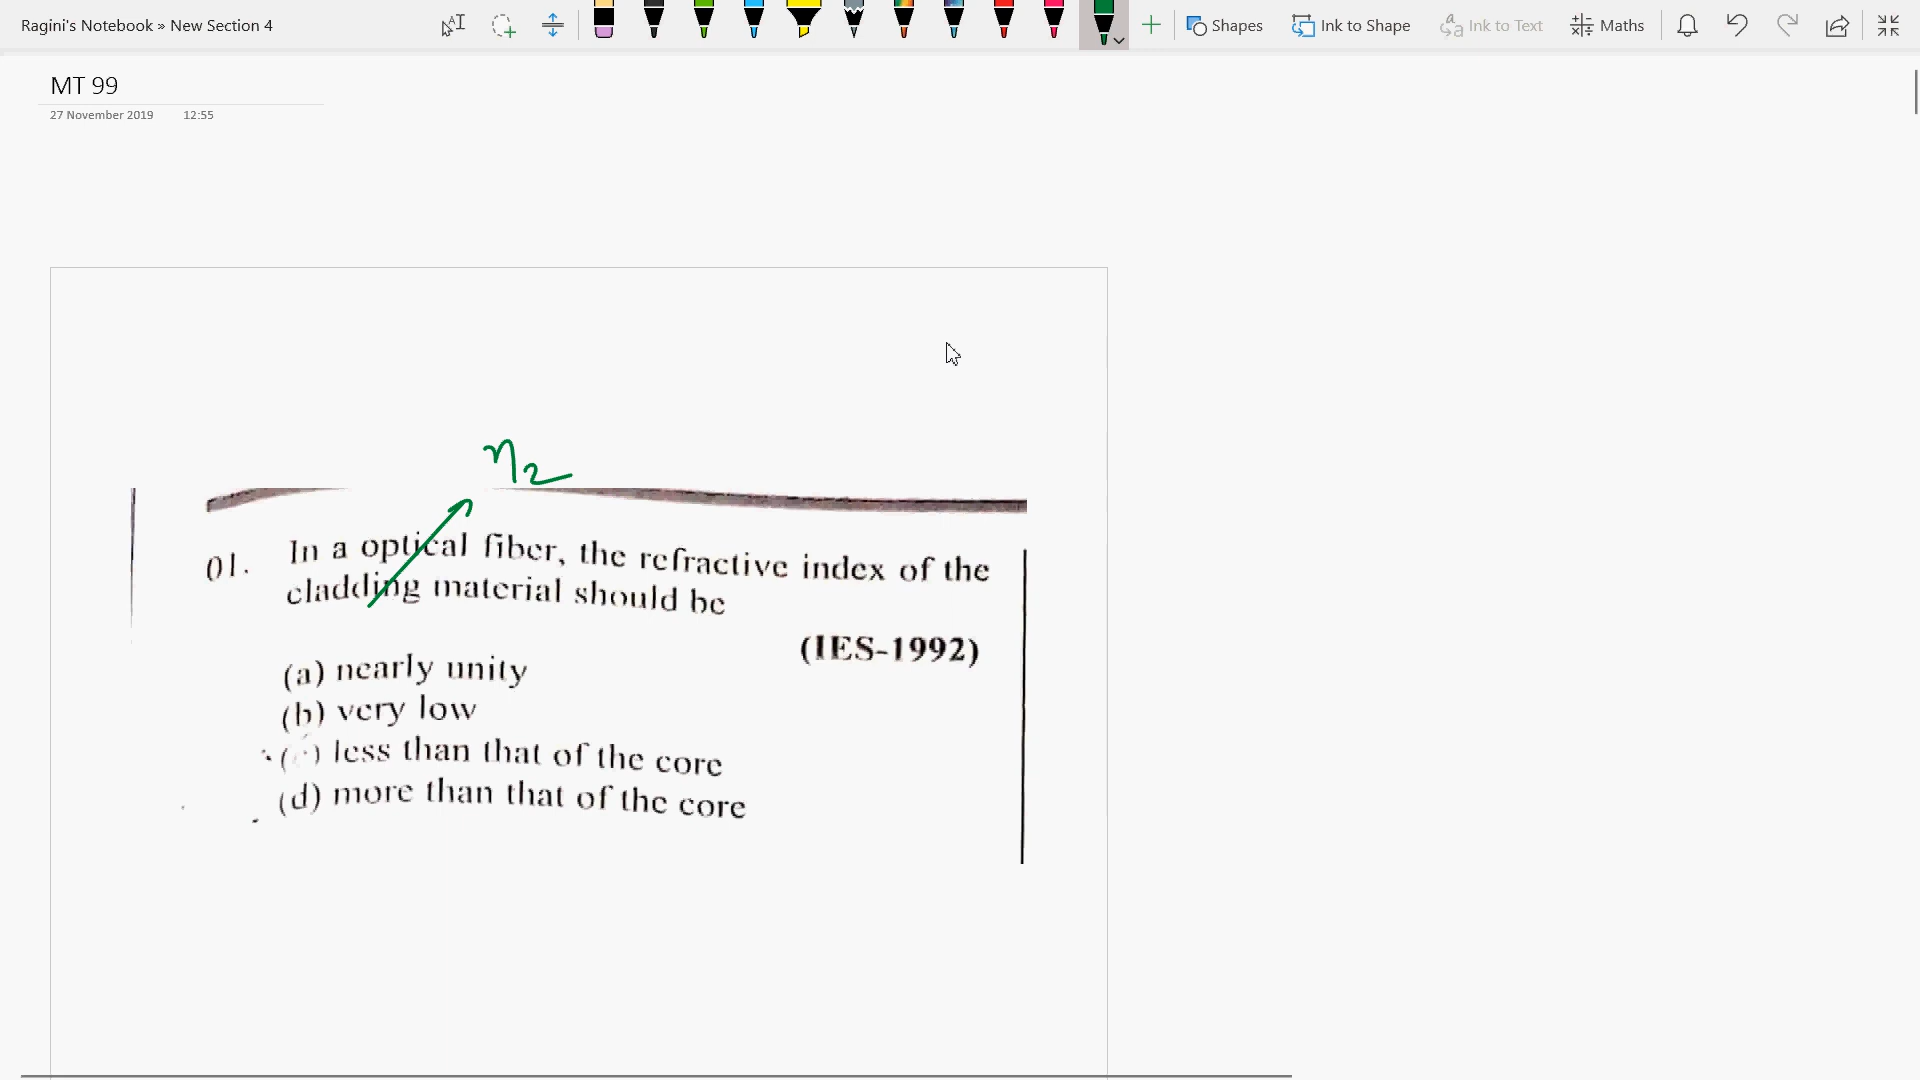 Ragini's Notebook » New Section 4
Shapes
Ink to Shape
Ink to Text
Maths
MT 99
27 November 2019 12:55
η2
01. In a optical fiber, the refractive index of the
cladding material should be
(IES-1992)
(a) nearly unity
(b) very low
(c) less than that of the core
(d) more than that of the core